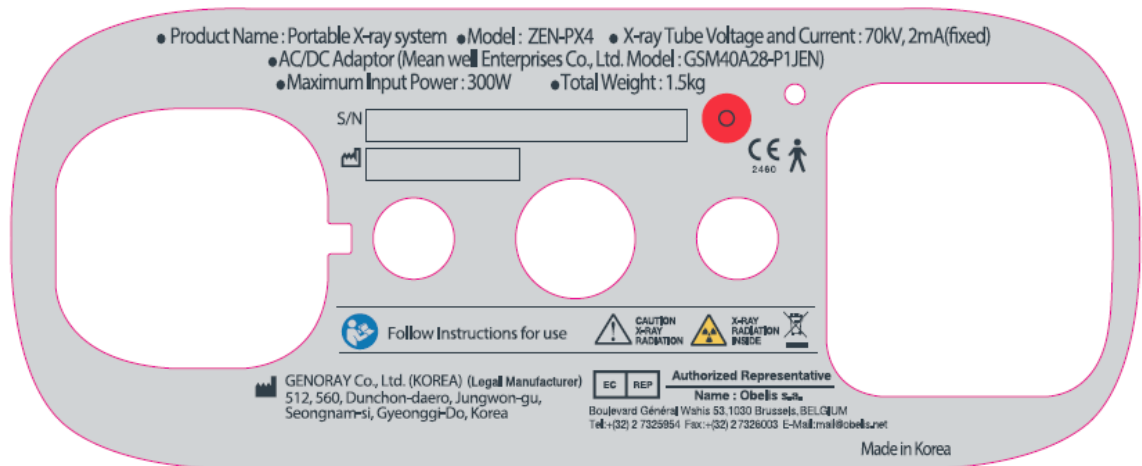 ● Product Name : Portable X-ray system ● Model : ZEN-PX4 ● X-ray Tube Voltage and Current : 70kV, 2mA(fixed)
● AC/DC Adaptor (Mean well Enterprises Co., Ltd. Model : GSM40A28-P1JEN)
● Maximum Input Power : 300W ● Total Weight : 1.5kg
S/N
CE
2460
Follow Instructions for use
CAUTION
X-RAY
RADIATION
X-RAY
RADIATION
INSIDE
GENORAY Co., Ltd. (KOREA) (Legal Manufacturer)
512, 560, Dunchon-daero, Jungwon-gu,
Seongnam-si, Gyeonggi-Do, Korea
EC REP
Authorized Representative
Name : Obelis s.a.
Boulevard Général Wahis 53,1030 Brussels, BELGIUM
Tel:+(32) 2 7325954 Fax:+(32) 2 7326003 E-Mail:mail@obelis.net
Made in Korea